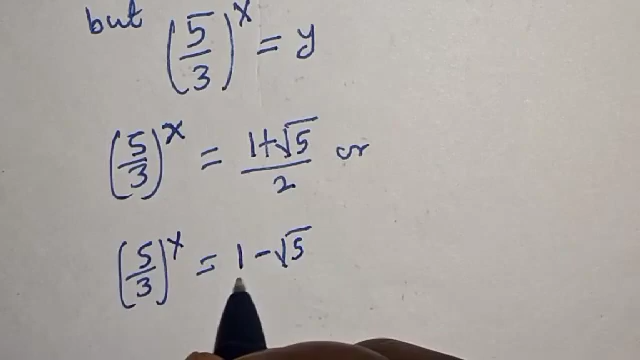 but (5/3)^x = y
(5/3)^x = (1+√5)/2 or
(5/3)^x = 1-√5